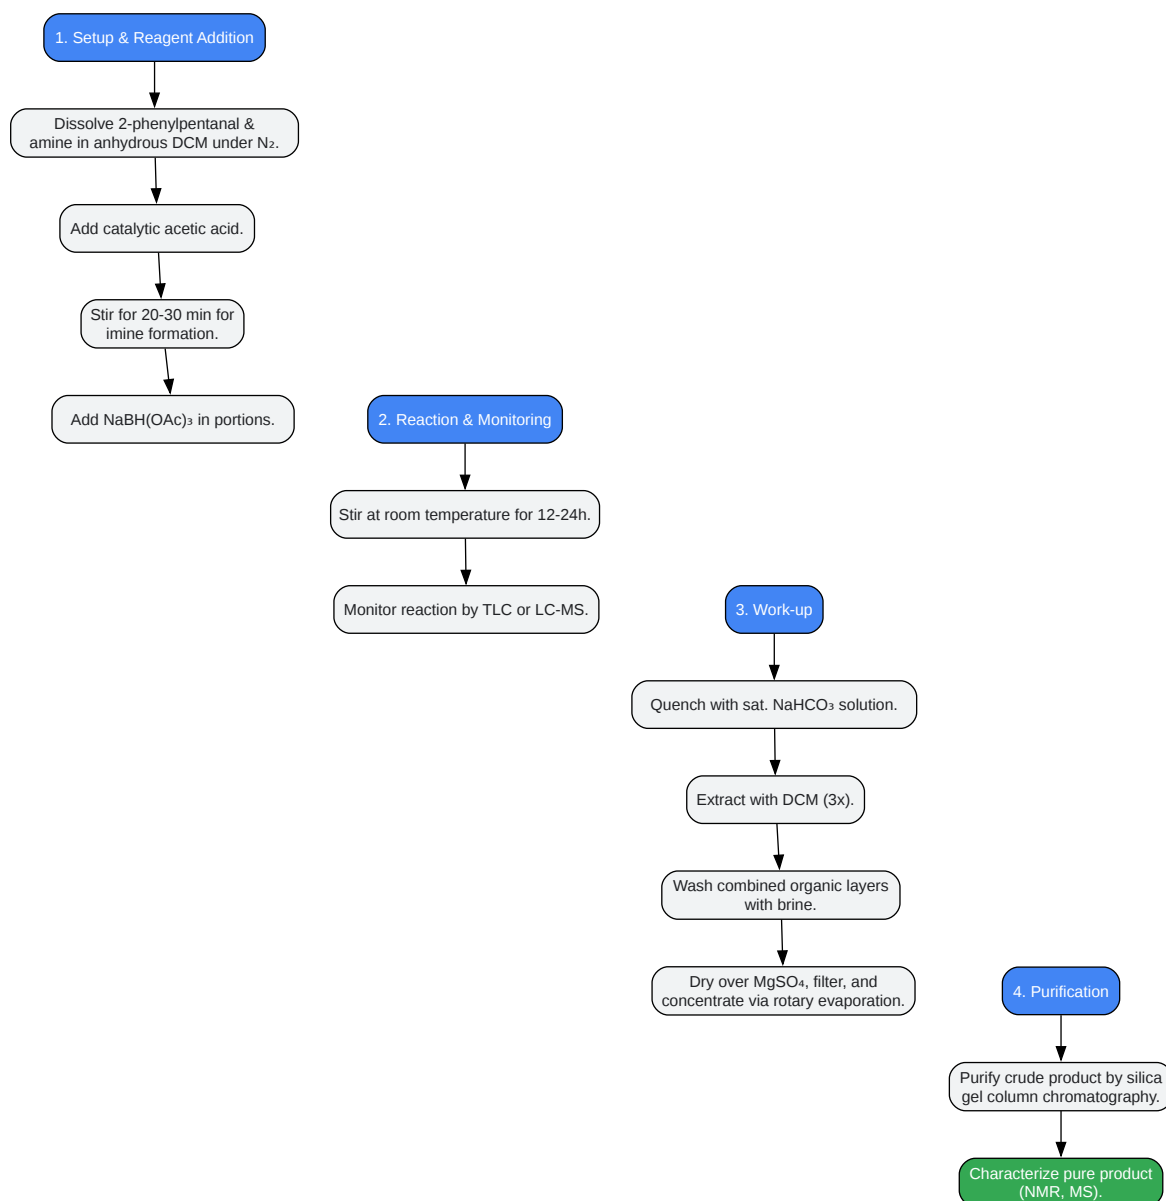 1. Setup & Reagent Addition
Dissolve 2-phenylpentanal &
amine in anhydrous DCM under N₂.
Add catalytic acetic acid.
Stir for 20-30 min for
imine formation.
Add NaBH(OAc)₃ in portions.
2. Reaction & Monitoring
Stir at room temperature for 12-24h.
Monitor reaction by TLC or LC-MS.
3. Work-up
Quench with sat. NaHCO₃ solution.
Extract with DCM (3x).
Wash combined organic layers
with brine.
Dry over MgSO₄, filter, and
concentrate via rotary evaporation.
4. Purification
Purify crude product by silica
gel column chromatography.
Characterize pure product
(NMR, MS).